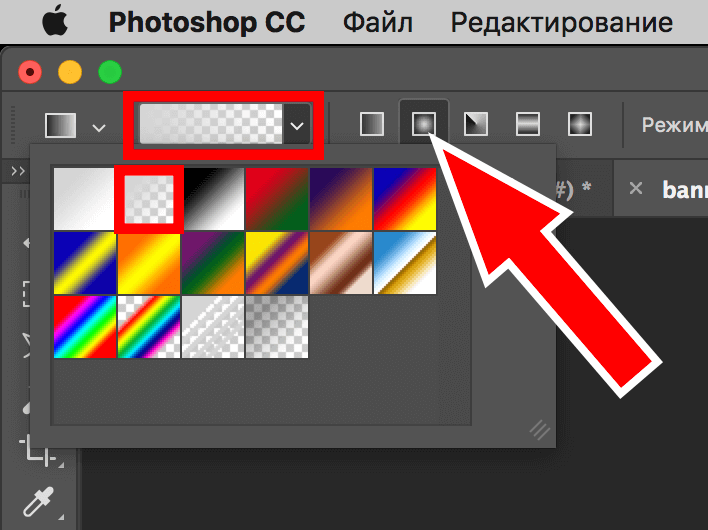 Photoshop CC Файл Редактирование
Режим
#) * × bann